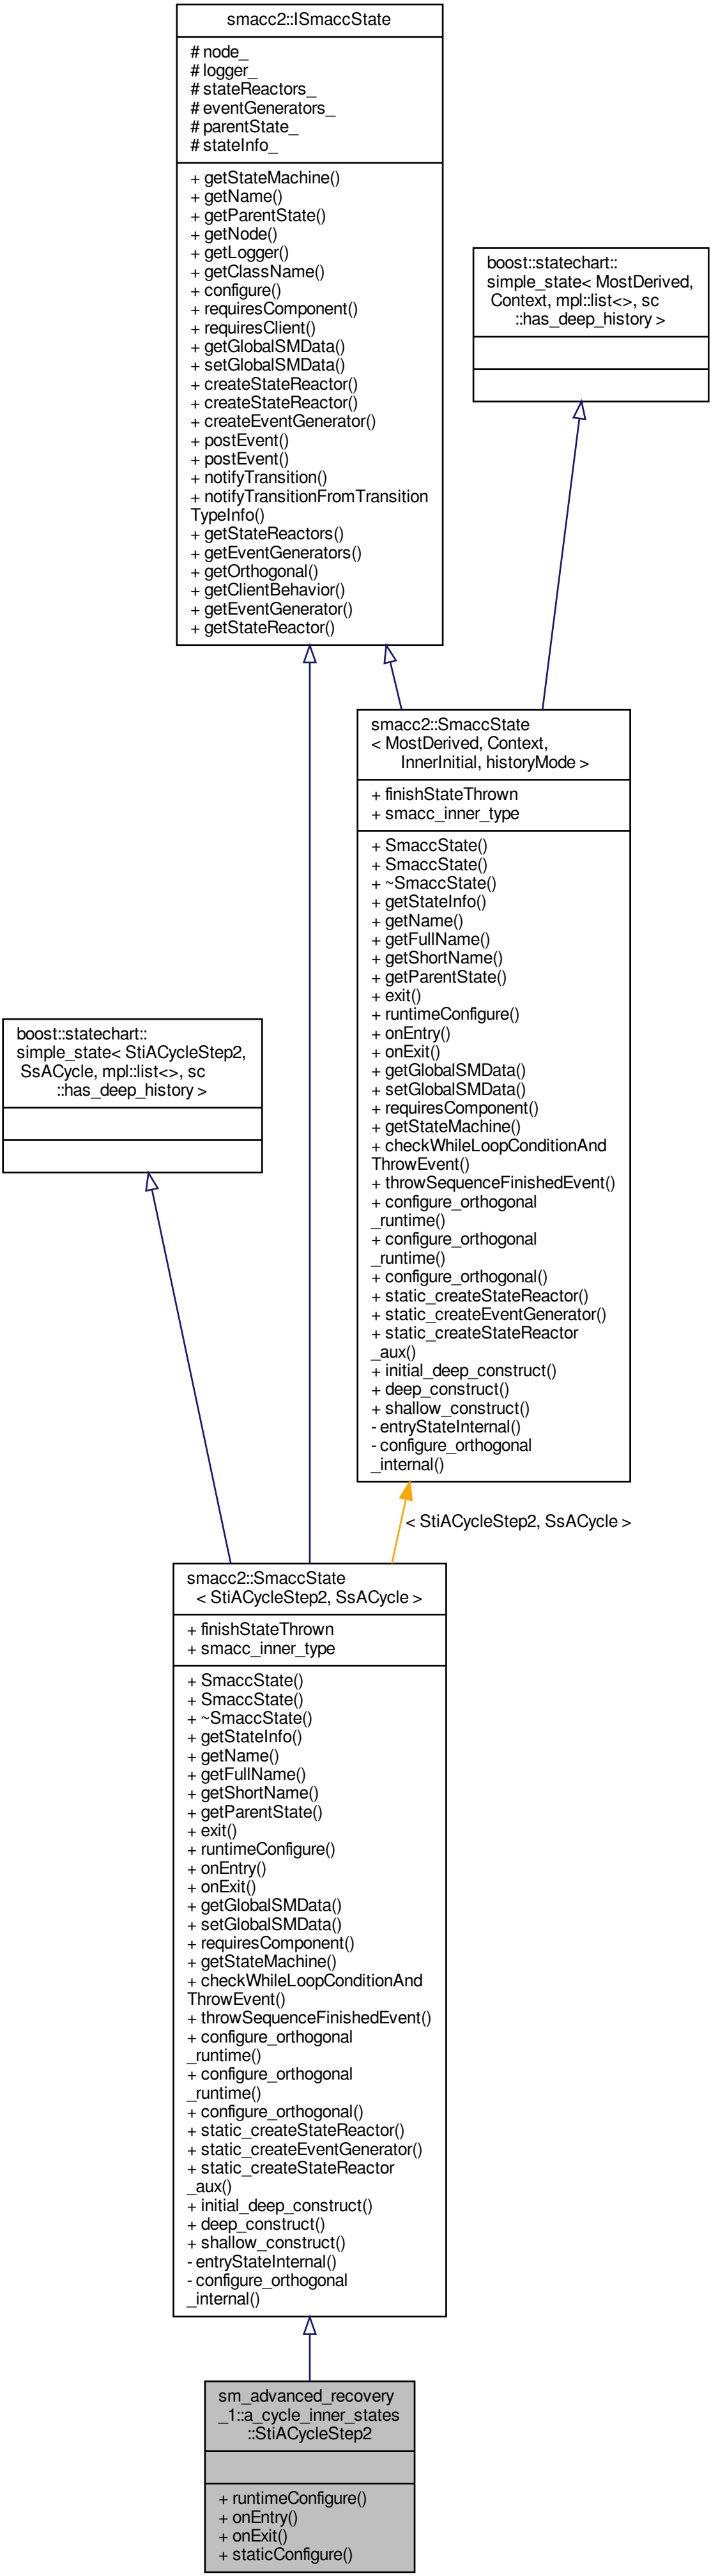 smacc2::ISmaccState
# node_
# logger_
# stateReactors_
# eventGenerators_
# parentState_
# stateInfo_
+ getStateMachine()
+ getName()
+ getParentState()
+ getNode()
+ getLogger()
+ getClassName()
+ configure()
+ requiresComponent()
+ requiresClient()
+ getGlobalSMData()
+ setGlobalSMData()
+ createStateReactor()
+ createStateReactor()
+ createEventGenerator()
+ postEvent()
+ postEvent()
+ notifyTransition()
+ notifyTransitionFromTransition
TypeInfo()
+ getStateReactors()
+ getEventGenerators()
+ getOrthogonal()
+ getClientBehavior()
+ getEventGenerator()
+ getStateReactor()
boost::statechart::
simple_state< MostDerived,
Context, mpl::list<>, sc
::has_deep_history >
smacc2::SmaccState
< MostDerived, Context,
InnerInitial, historyMode >
+ finishStateThrown
+ smacc_inner_type
+ SmaccState()
+ SmaccState()
+ ~SmaccState()
+ getStateInfo()
+ getName()
+ getFullName()
+ getShortName()
+ getParentState()
+ exit()
+ runtimeConfigure()
+ onEntry()
+ onExit()
+ getGlobalSMData()
+ setGlobalSMData()
+ requiresComponent()
+ getStateMachine()
+ checkWhileLoopConditionAnd
ThrowEvent()
+ throwSequenceFinishedEvent()
+ configure_orthogonal
_runtime()
+ configure_orthogonal
_runtime()
+ configure_orthogonal()
+ static_createStateReactor()
+ static_createEventGenerator()
+ static_createStateReactor
_aux()
+ initial_deep_construct()
+ deep_construct()
+ shallow_construct()
- entryStateInternal()
- configure_orthogonal
_internal()
boost::statechart::
simple_state< StiACycleStep2,
SsACycle, mpl::list<>, sc
::has_deep_history >
< StiACycleStep2, SsACycle >
smacc2::SmaccState
< StiACycleStep2, SsACycle >
+ finishStateThrown
+ smacc_inner_type
+ SmaccState()
+ SmaccState()
+ ~SmaccState()
+ getStateInfo()
+ getName()
+ getFullName()
+ getShortName()
+ getParentState()
+ exit()
+ runtimeConfigure()
+ onEntry()
+ onExit()
+ getGlobalSMData()
+ setGlobalSMData()
+ requiresComponent()
+ getStateMachine()
+ checkWhileLoopConditionAnd
ThrowEvent()
+ throwSequenceFinishedEvent()
+ configure_orthogonal
_runtime()
+ configure_orthogonal
_runtime()
+ configure_orthogonal()
+ static_createStateReactor()
+ static_createEventGenerator()
+ static_createStateReactor
_aux()
+ initial_deep_construct()
+ deep_construct()
+ shallow_construct()
- entryStateInternal()
- configure_orthogonal
_internal()
sm_advanced_recovery
_1::a_cycle_inner_states
::StiACycleStep2
+ runtimeConfigure()
+ onEntry()
+ onExit()
+ staticConfigure()